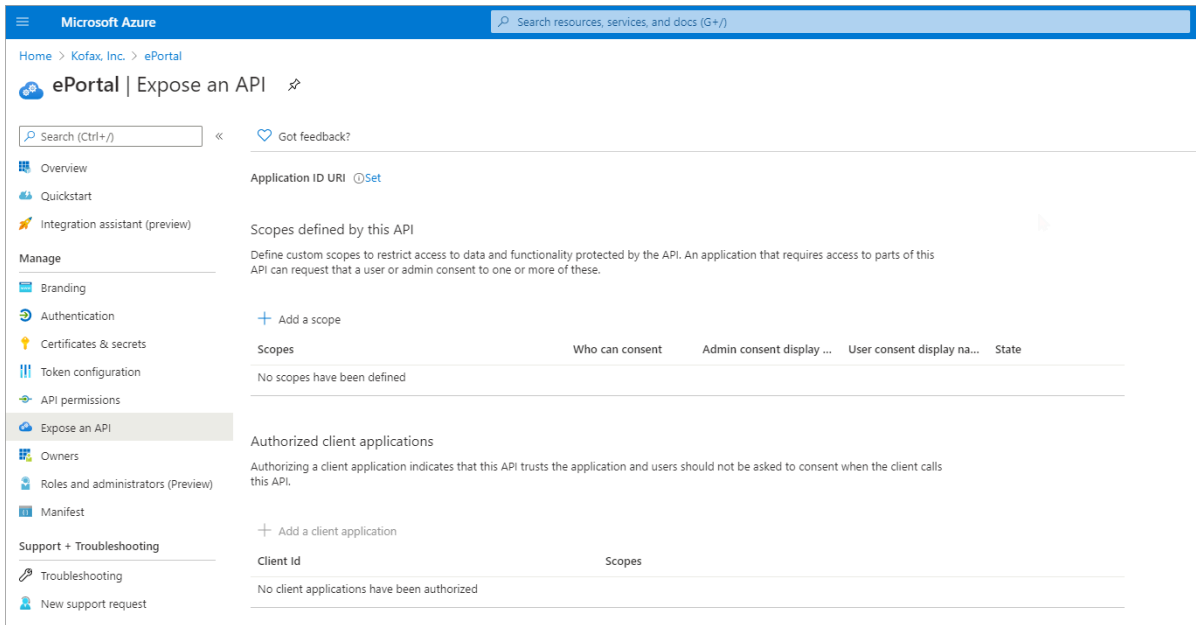 Microsoft Azure
Search resources, services, and docs (G+/)
Home > Kofax, Inc. > ePortal
ePortal | Expose an API
Search (Ctrl+/)
«
Got feedback?
Overview
Quickstart
Integration assistant (preview)
Manage
Branding
Authentication
Certificates & secrets
Token configuration
API permissions
Expose an API
Owners
Roles and administrators (Preview)
Manifest
Support + Troubleshooting
Troubleshooting
New support request
Application ID URI Set
Scopes defined by this API
Define custom scopes to restrict access to data and functionality protected by the API. An application that requires access to parts of this
API can request that a user or admin consent to one or more of these.
Add a scope
Scopes Who can consent Admin consent display ... User consent display na... State
No scopes have been defined
Authorized client applications
Authorizing a client application indicates that this API trusts the application and users should not be asked to consent when the client calls
this API.
Add a client application
Client Id Scopes
No client applications have been authorized